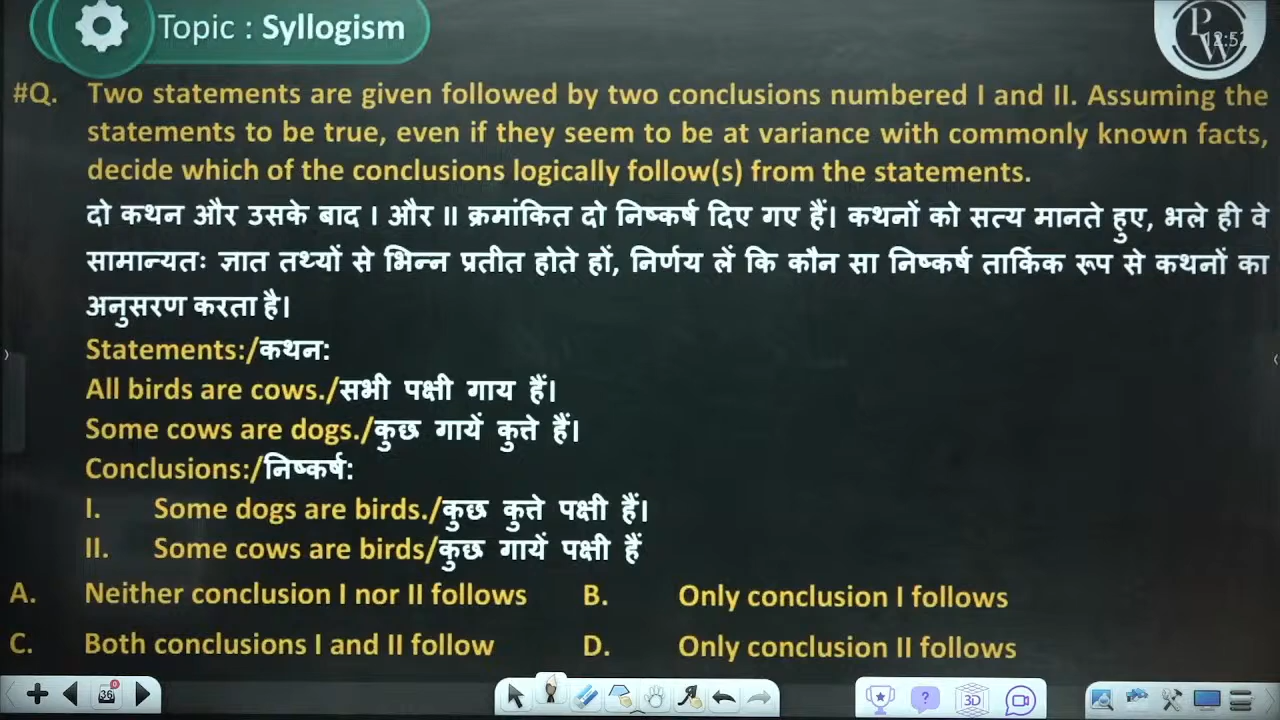 Topic : Syllogism
PW
#Q. Two statements are given followed by two conclusions numbered I and II. Assuming the
statements to be true, even if they seem to be at variance with commonly known facts,
decide which of the conclusions logically follow(s) from the statements.
दो कथन और उसके बाद I और II क्रमांकित दो निष्कर्ष दिए गए हैं। कथनों को सत्य मानते हुए, भले ही वे
सामान्यतः ज्ञात तथ्यों से भिन्न प्रतीत होते हों, निर्णय लें कि कौन सा निष्कर्ष तार्किक रूप से कथनों का
अनुसरण करता है।
Statements:/कथन:
All birds are cows./सभी पक्षी गाय हैं।
Some cows are dogs./कुछ गायें कुत्ते हैं।
Conclusions:/निष्कर्ष:
I. Some dogs are birds./कुछ कुत्ते पक्षी हैं।
II. Some cows are birds/कुछ गायें पक्षी हैं
A. Neither conclusion I nor II follows B. Only conclusion I follows
C. Both conclusions I and II follow D. Only conclusion II follows
36 0 ? 3D